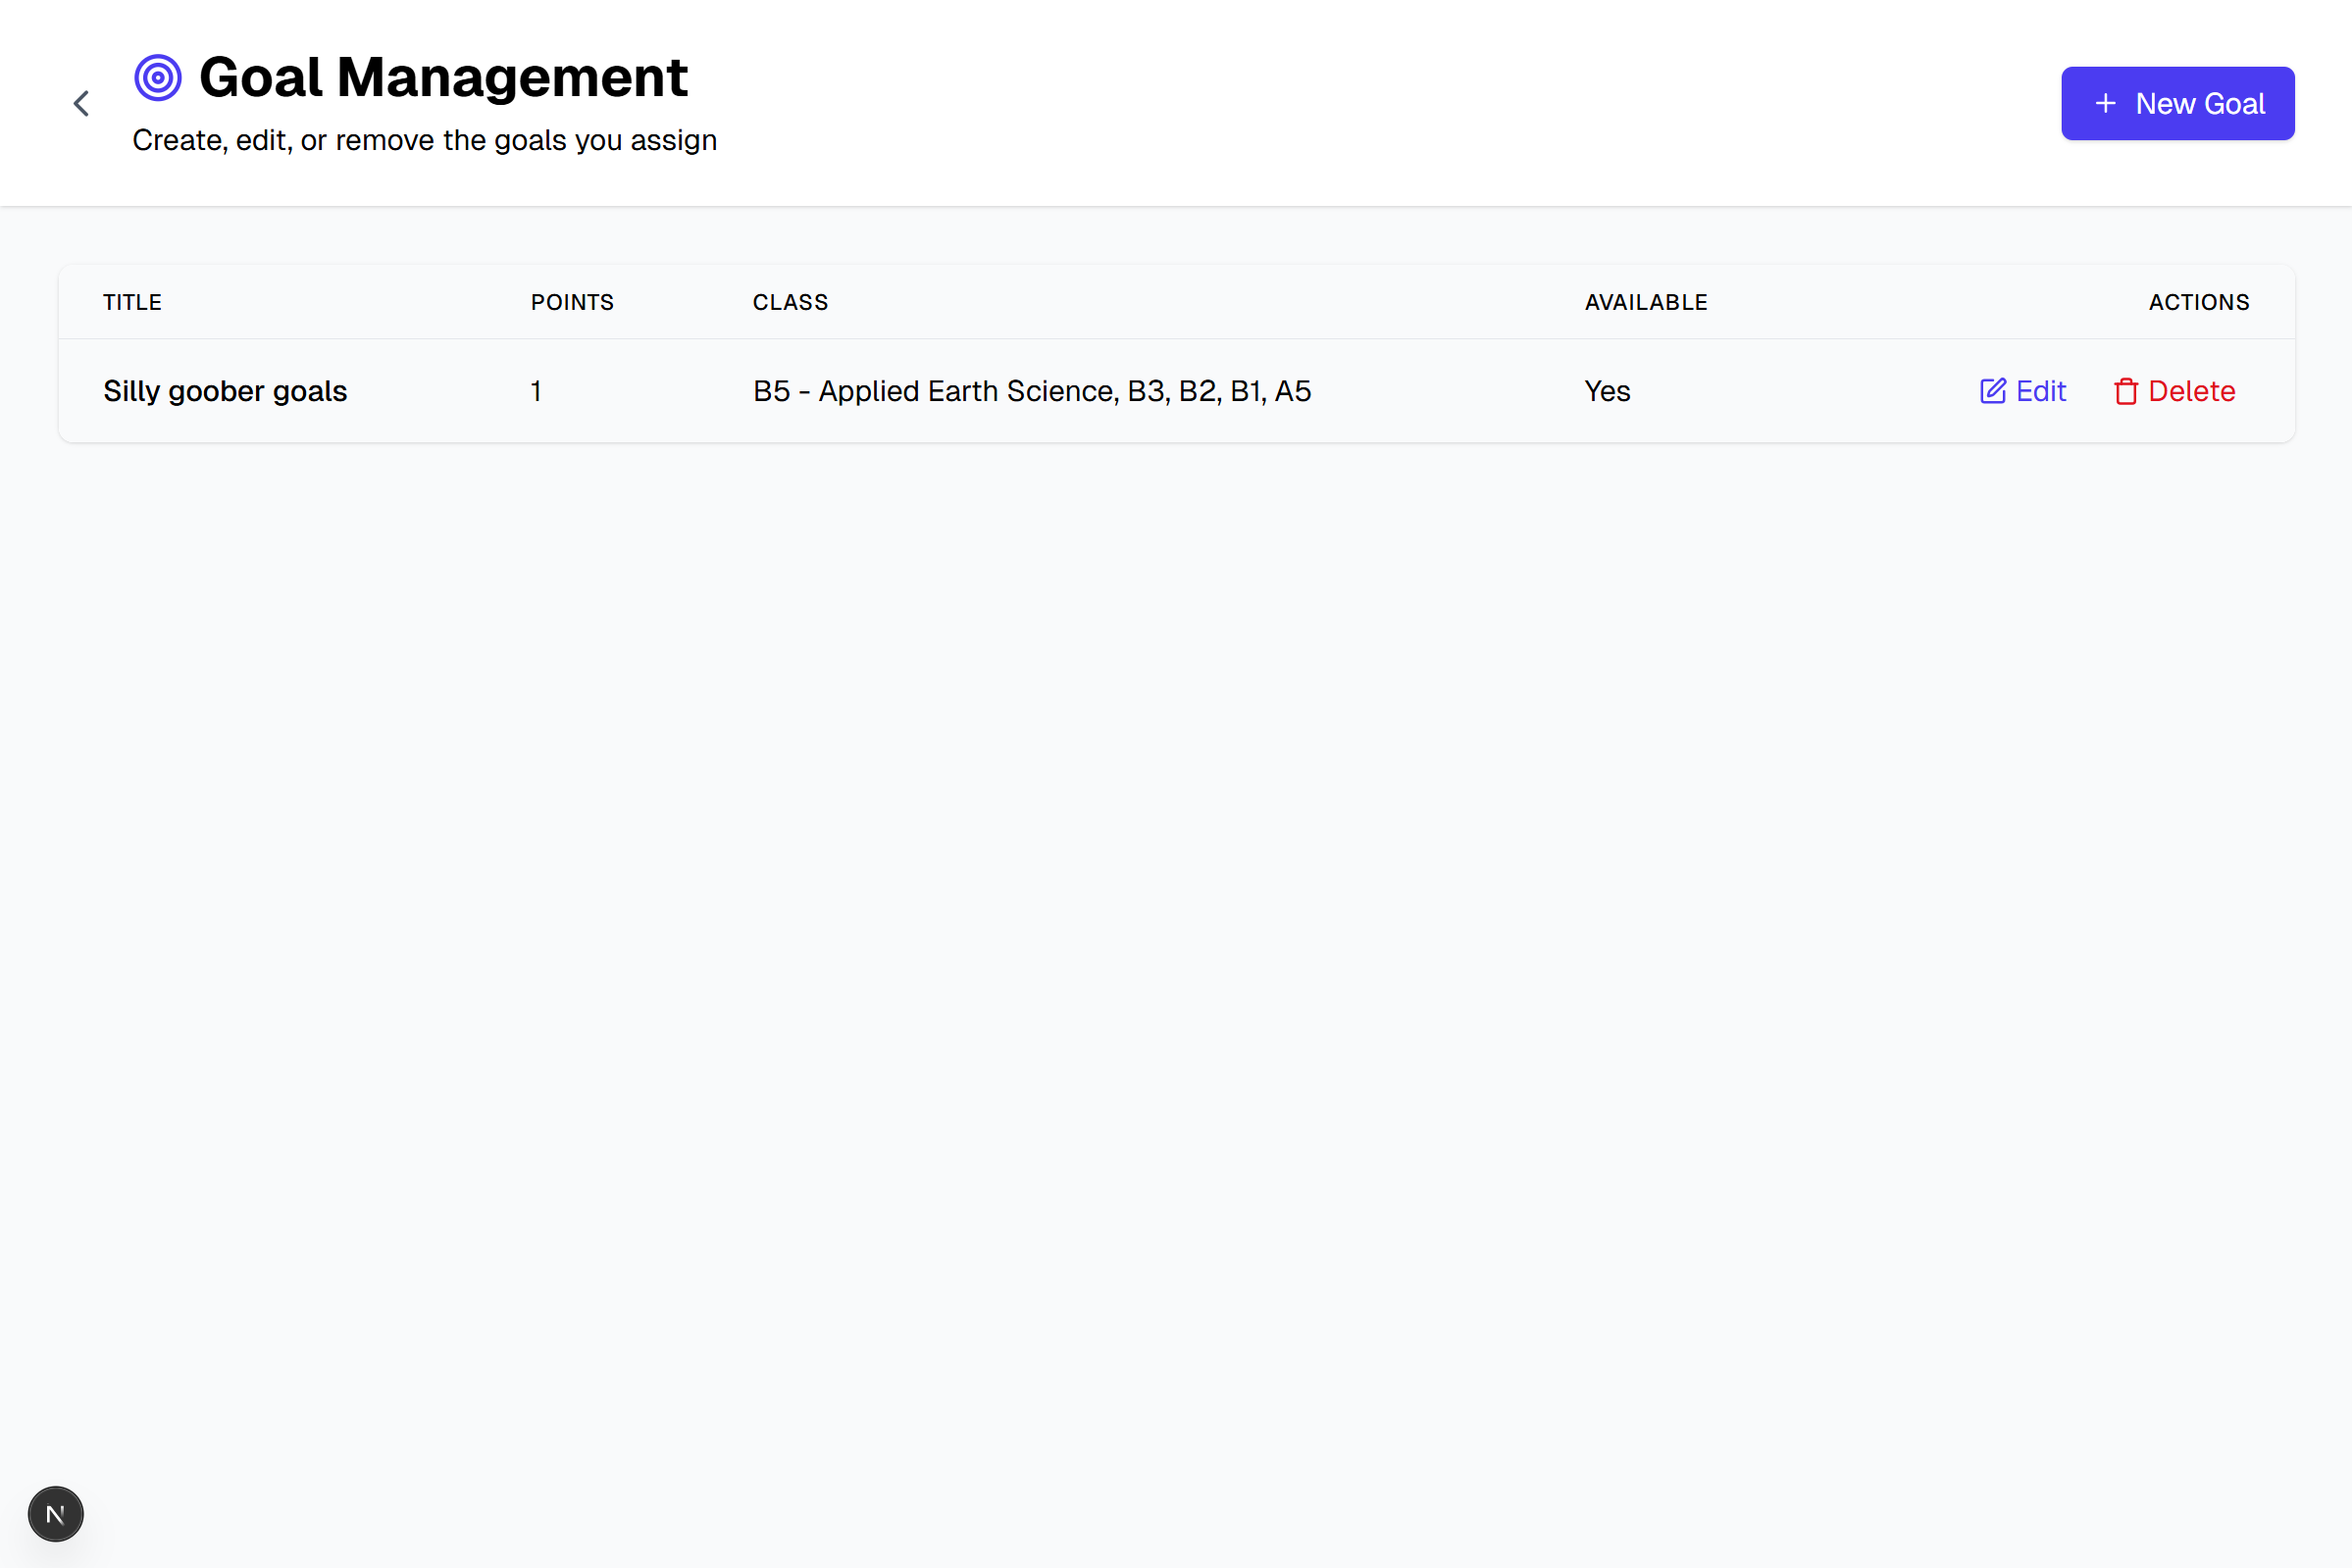 Goal Management
Create, edit, or remove the goals you assign
+ New Goal
TITLE POINTS CLASS AVAILABLE ACTIONS
Silly goober goals 1 B5 - Applied Earth Science, B3, B2, B1, A5 Yes Edit Delete
N